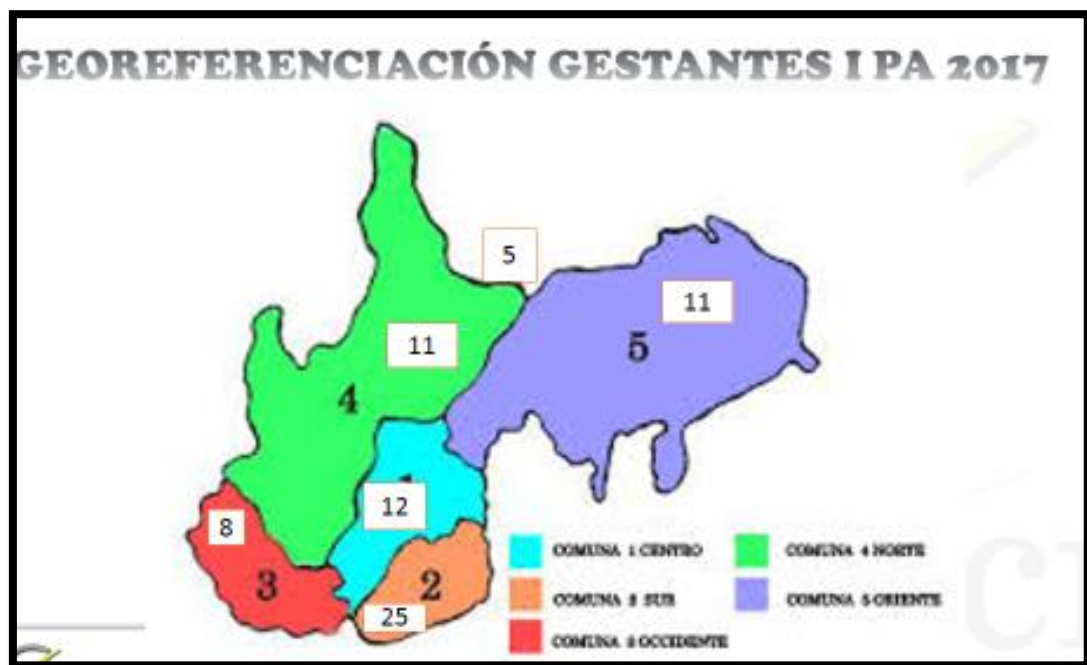 GEOREFERENCIACIÓN GESTANTES I PA 2017
5
11
11
5
4
12
8
3
2
25
COMUNA 1 CENTRO
COMUNA 4 NORTE
COMUNA 2 SUR
COMUNA 5 ORIENTE
COMUNA 3 OCCIDENTE